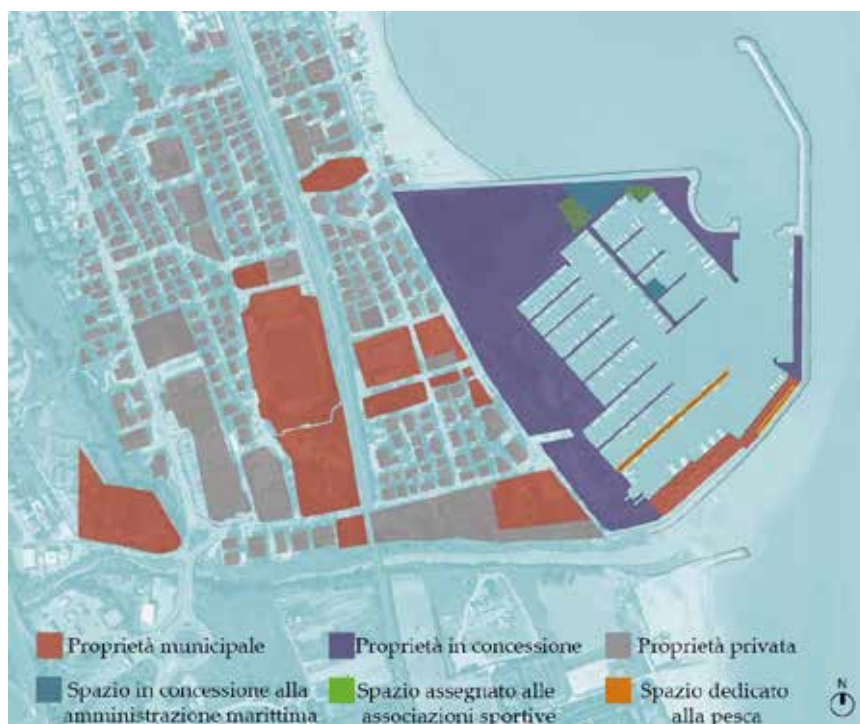 Proprietà municipale
Proprietà in concessione
Proprietà privata
Spazio in concessione alla
amministrazione marittima
Spazio assegnato alle
associazioni sportive
Spazio dedicato
alla pesca
N